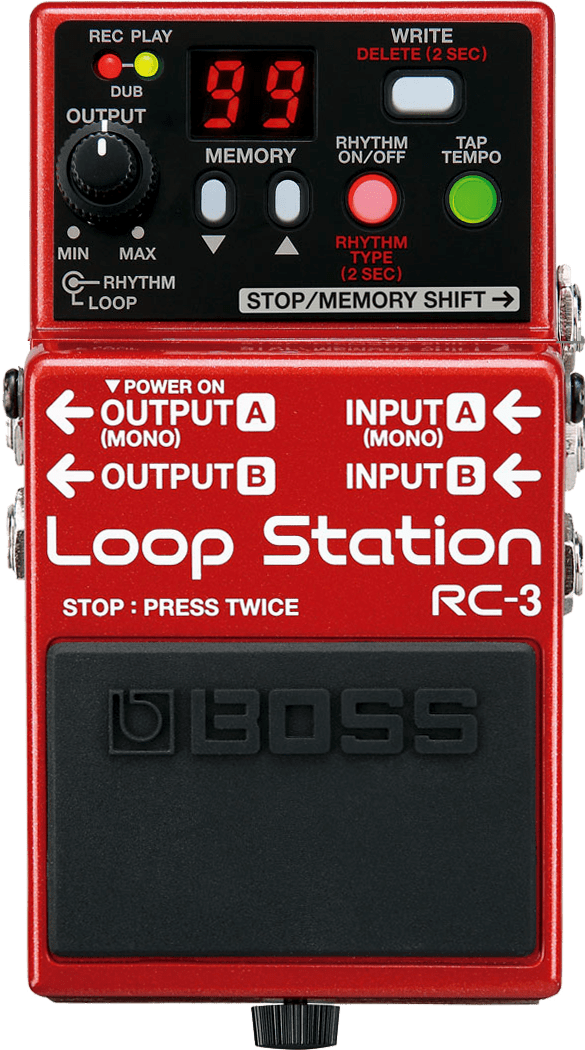 REC PLAY
DUB
OUTPUT
MIN
MAX
RHYTHM
LOOP
99
MEMORY
▼
▲
WRITE
DELETE (2 SEC)
RHYTHM
ON/OFF
RHYTHM
TYPE
(2 SEC)
TAP
TEMPO
STOP/MEMORY SHIFT →
▼POWER ON
← OUTPUT A
(MONO)
INPUT A ←
(MONO)
← OUTPUT B
INPUT B ←
Loop Station
STOP : PRESS TWICE
RC-3
BOSS